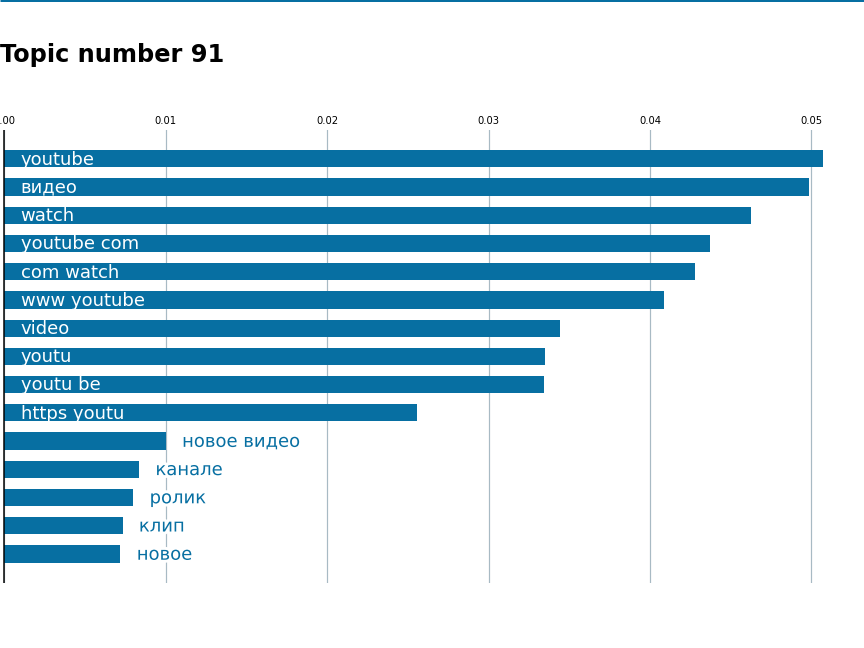 Topic number 91
.00 0.01 0.02 0.03 0.04 0.05
youtube
видео
watch
youtube com
com watch
www youtube
video
youtu
youtu be
https youtu
новое видео
канале
ролик
клип
новое